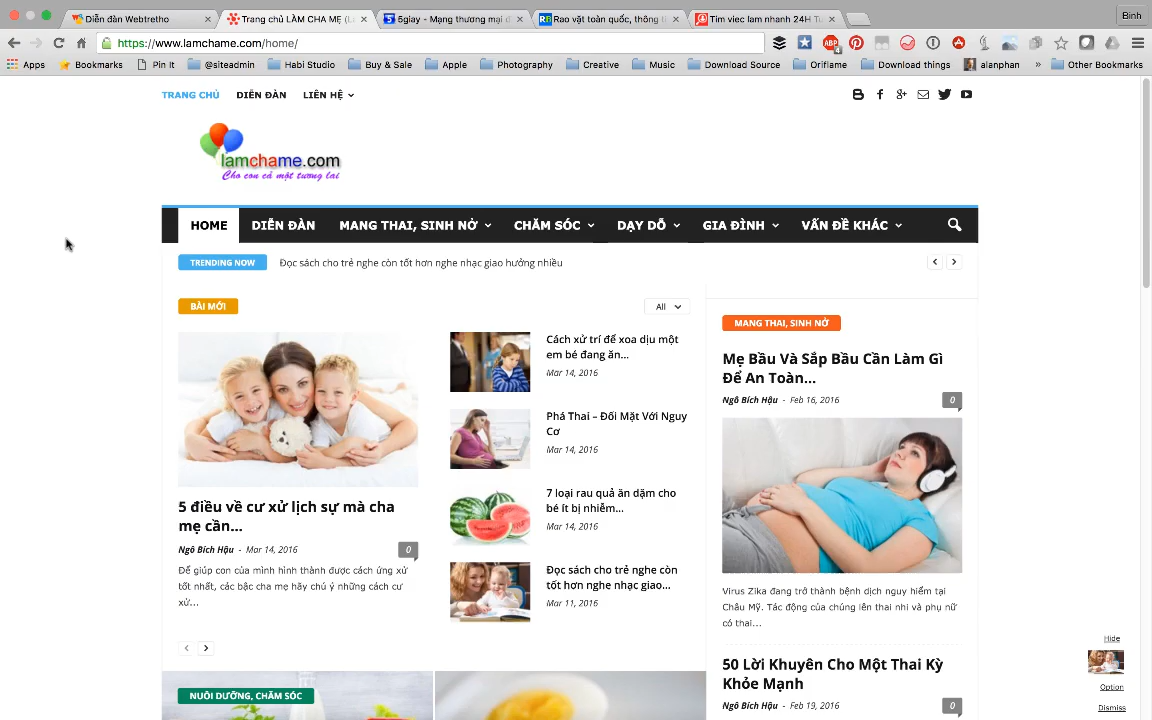 Diễn đàn Webtretho
Trang chủ LÀM CHA MẸ (L
5giay - Mạng thương mại đ
Rao vặt toàn quốc, thông ti
Tim viec lam nhanh 24H Tu
Binh
https://www.lamchame.com/home/
Apps
Bookmarks
Pin It
@siteadmin
Habi Studio
Buy & Sale
Apple
Photography
Creative
Music
Download Source
Oriflame
Download things
alanphan
»
Other Bookmarks
TRANG CHỦ
DIỄN ĐÀN
LIÊN HỆ
lamchame.com
Cho con cả một tương lai
HOME
DIỄN ĐÀN
MANG THAI, SINH NỞ
CHĂM SÓC
DẠY DỖ
GIA ĐÌNH
VẤN ĐỀ KHÁC
TRENDING NOW
Đọc sách cho trẻ nghe còn tốt hơn nghe nhạc giao hưởng nhiều
BÀI MỚI
All
5 điều về cư xử lịch sự mà cha
mẹ cần...
Ngô Bích Hậu - Mar 14, 2016
0
Để giúp con của mình hình thành được cách ứng xử
tốt nhất, các bậc cha mẹ hãy chú ý những cách cư
xử...
Cách xử trí để xoa dịu một
em bé đang ăn...
Mar 14, 2016
Phá Thai – Đối Mặt Với Nguy
Cơ
Mar 14, 2016
7 loại rau quả ăn dặm cho
bé ít bị nhiễm...
Mar 14, 2016
Đọc sách cho trẻ nghe còn
tốt hơn nghe nhạc giao...
Mar 11, 2016
MANG THAI, SINH NỞ
Mẹ Bầu Và Sắp Bầu Cần Làm Gì
Để An Toàn...
Ngô Bích Hậu - Feb 16, 2016
0
Virus Zika đang trở thành bệnh dịch nguy hiểm tại
Châu Mỹ. Tác động của chúng lên thai nhi và phụ nữ
có thai...
50 Lời Khuyên Cho Một Thai Kỳ
Khỏe Mạnh
Ngô Bích Hậu - Feb 19, 2016
0
NUÔI DƯỠNG, CHĂM SÓC
Hide
Option
Dismiss